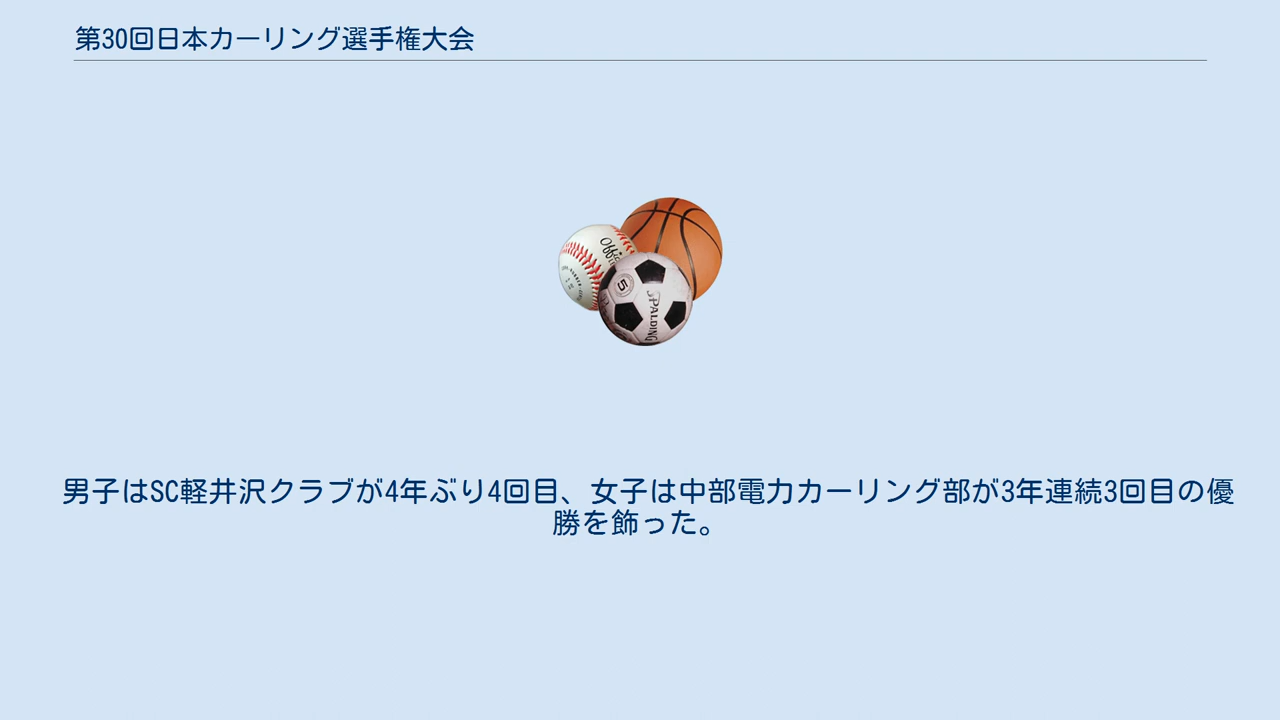 第30回日本カーリング選手権大会
Offi
5
SPALDING
男子はSC軽井沢クラブが4年ぶり4回目、女子は中部電力カーリング部が3年連続3回目の優
勝を飾った。